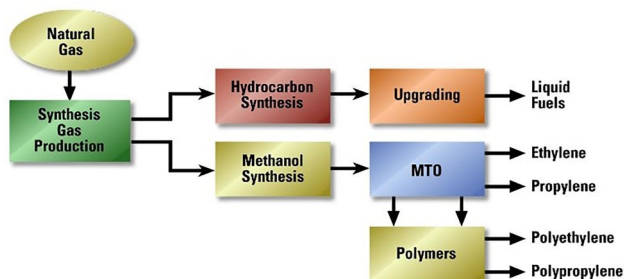 Natural
Gas
Synthesis
Gas
Production
Hydrocarbon
Synthesis
Upgrading
Liquid
Fuels
Methanol
Synthesis
MTO
Ethylene
Propylene
Polymers
Polyethylene
Polypropylene